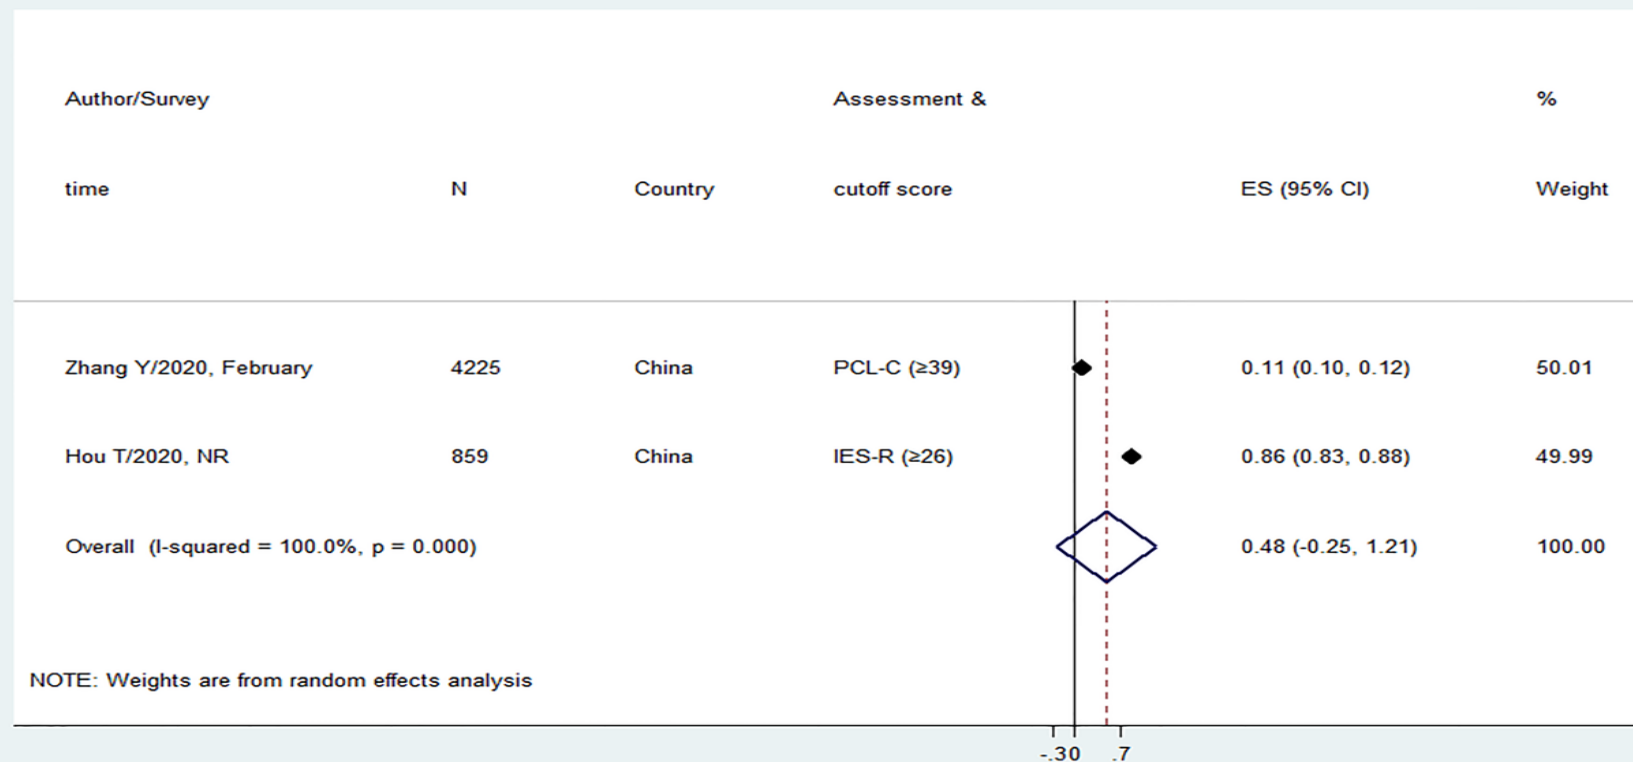 Author/Survey Assessment & %
time N Country cutoff score ES (95% CI) Weight
Zhang Y/2020, February 4225 China PCL-C (≥39) 0.11 (0.10, 0.12) 50.01
Hou T/2020, NR 859 China IES-R (≥26) 0.86 (0.83, 0.88) 49.99
Overall (I-squared = 100.0%, p = 0.000) 0.48 (-0.25, 1.21) 100.00
NOTE: Weights are from random effects analysis
-.3 0 .7